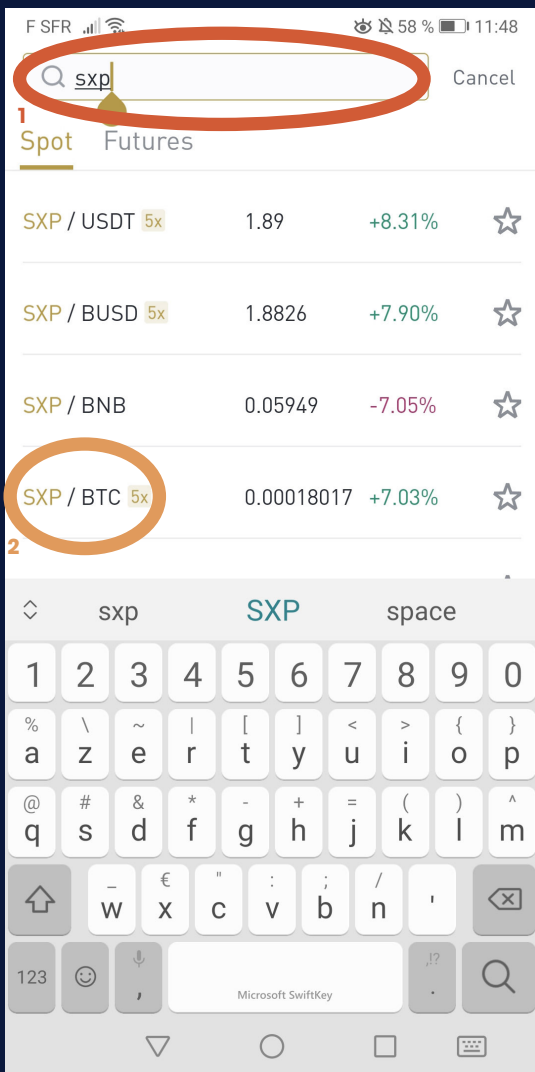 F SFR 58 % 11:48
sxp Cancel
1
Spot Futures
SXP / USDT 5x 1.89 +8.31%
SXP / BUSD 5x 1.8826 +7.90%
SXP / BNB 0.05949 -7.05%
SXP / BTC 5x 0.00018017 +7.03%
2
sxp SXP space
1 2 3 4 5 6 7 8 9 0
% \ ~ | [ ] < > { }
a z e r t y u i o p
@ # & * - + = ( ) ^
q s d f g h j k l m
_ € " : ; /
w x c v b n '
,!?
123 , .
Microsoft SwiftKey